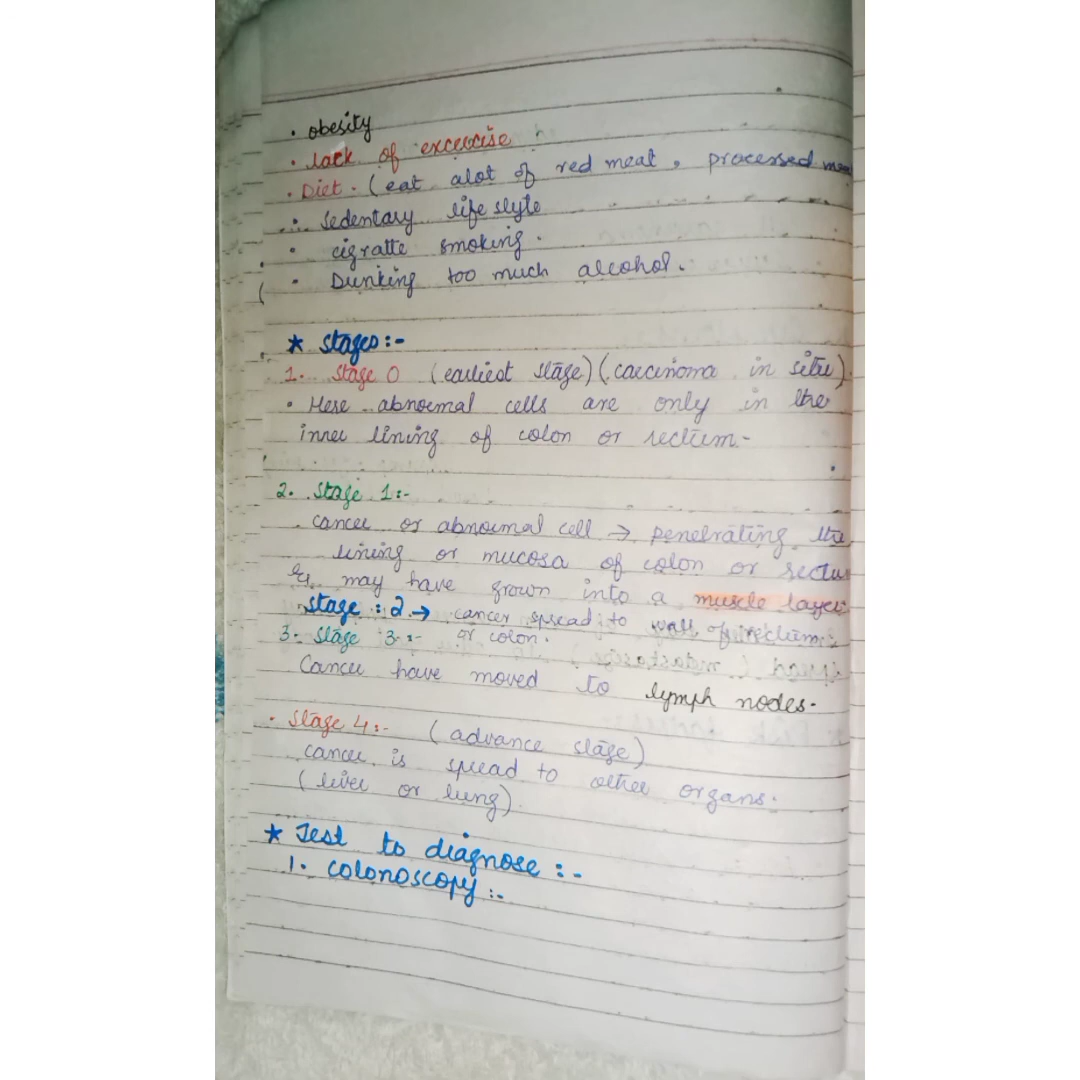 • obesity
• lack of excercise
• Diet. (eat alot of red meat, processed
• Sedentary life slyte
• cigratte smoking.
• Drinking too much alcohol.
* stages:-
1. Stage 0 (earliest stage) (carcinoma in situ)
• Here abnormal cells are only in the
inner lining of colon or rectum-
2. Stage 1:-
cancer or abnormal cell → penetrating the
lining or mucosa of colon or rectum
& may have grown into a muscle layer.
stage : 2 → cancer spread to wall of rectum
3. Stage 3:- or colon.
Cancer have moved to lymph nodes.
• Stage 4:- (advance stage)
cancer is spread to other organs.
(liver or lung).
* Test to diagnose :-
1. colonoscopy :-